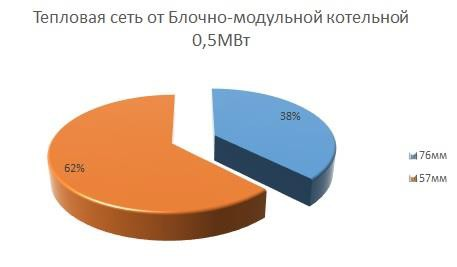 Тепловая сеть от Блочно-модульной котельной
0,5МВт
38%
62%
76мм
57мм